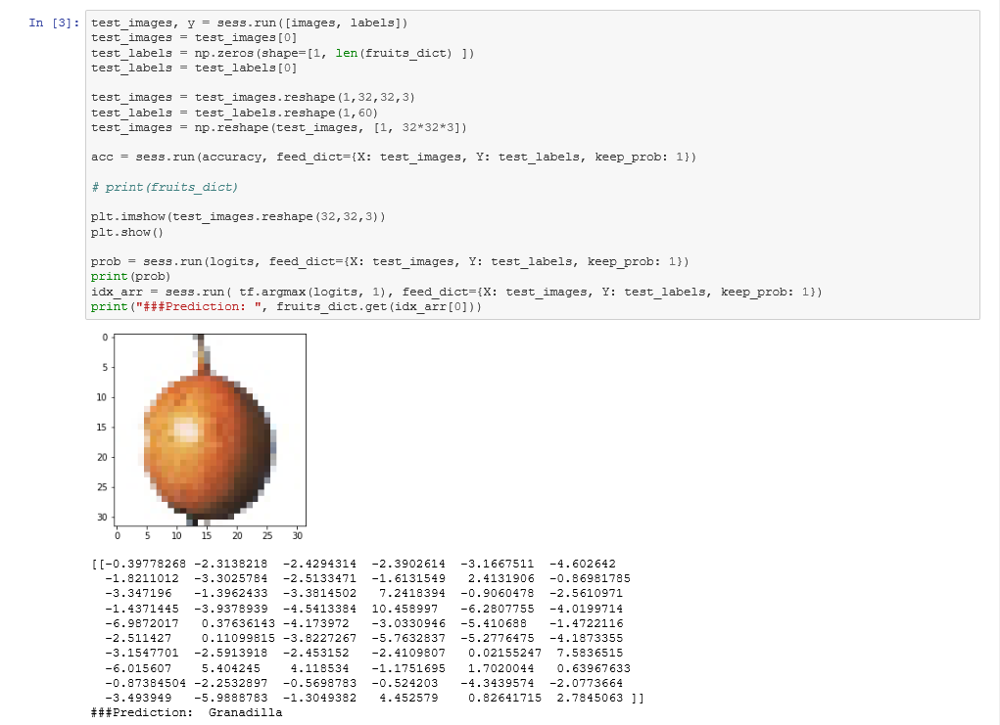 In [3]: test_images, y = sess.run([images, labels])
test_images = test_images[0]
test_labels = np.zeros(shape=[1, len(fruits_dict) ])
test_labels = test_labels[0]
test_images = test_images.reshape(1,32,32,3)
test_labels = test_labels.reshape(1,60)
test_images = np.reshape(test_images, [1, 32*32*3])
acc = sess.run(accuracy, feed_dict={X: test_images, Y: test_labels, keep_prob: 1})
# print(fruits_dict)
plt.imshow(test_images.reshape(32,32,3))
plt.show()
prob = sess.run(logits, feed_dict={X: test_images, Y: test_labels, keep_prob: 1})
print(prob)
idx_arr = sess.run( tf.argmax(logits, 1), feed_dict={X: test_images, Y: test_labels, keep_prob: 1})
print("###Prediction: ", fruits_dict.get(idx_arr[0]))
0
5
10
15
20
25
30
0 5 10 15 20 25 30
[[-0.39778268 -2.3138218 -2.4294314 -2.3902614 -3.1667511 -4.602642
-1.8211012 -3.3025784 -2.5133471 -1.6131549 2.4131906 -0.86981785
-3.347196 -1.3962433 -3.3814502 7.2418394 -0.9060478 -2.5610971
-1.4371445 -3.9378939 -4.5413384 10.458997 -6.2807755 -4.0199714
-6.9872017 0.37636143 -4.173972 -3.0330946 -5.410688 -1.4722116
-2.511427 0.11099815 -3.8227267 -5.7632837 -5.2776475 -4.1873355
-3.1547701 -2.5913918 -2.453152 -2.4109807 0.02155247 7.5836515
-6.015607 5.404245 4.118534 -1.1751695 1.7020044 0.63967633
-0.87384504 -2.2532897 -0.5698783 -0.524203 -4.3439574 -2.0773664
-3.493949 -5.9888783 -1.3049382 4.452579 0.82641715 2.7845063 ]]
###Prediction: Granadilla